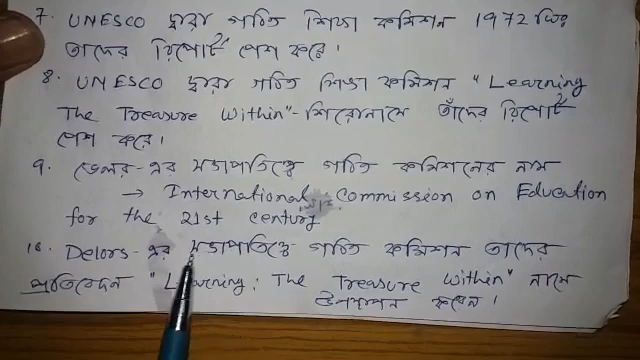 7. UNESCO দ্বারা গঠিত শিক্ষা কমিশন 1972 খ্রিঃ
তাদের রিপোর্ট পেশ করে।
8. UNESCO দ্বারা গঠিত শিক্ষা কমিশন "Learning
The Treasure Within"- শিরোনামে তাঁদের রিপোর্ট
পেশ করে।
9. ডেলর-এর সভাপতিত্বে গঠিত কমিশনের নাম
→ International Commission on Education
for the 21st century
10. Delors-এর সভাপতিত্বে গঠিত কমিশন তাদের
প্রতিবেদন "Learning: The Treasure Within" নামে
উপস্থাপন করেন।